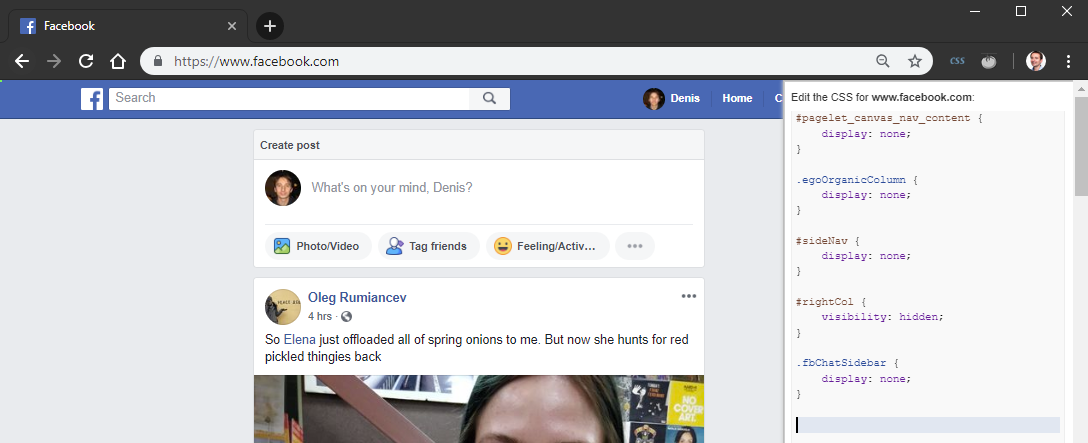 Facebook
https://www.facebook.com
css
f
Search
Denis
Home
C
Create post
What's on your mind, Denis?
Photo/Video
Tag friends
Feeling/Activ...
Oleg Rumiancev
4 hrs ·
So Elena just offloaded all of spring onions to me. But now she hunts for red
pickled thingies back
NO
COVER
ART.
Edit the CSS for www.facebook.com:
#pagelet_canvas_nav_content {
    display: none;
}
.egoOrganicColumn {
    display: none;
}
#sideNav {
    display: none;
}
#rightCol {
    visibility: hidden;
}
.fbChatSidebar {
    display: none;
}